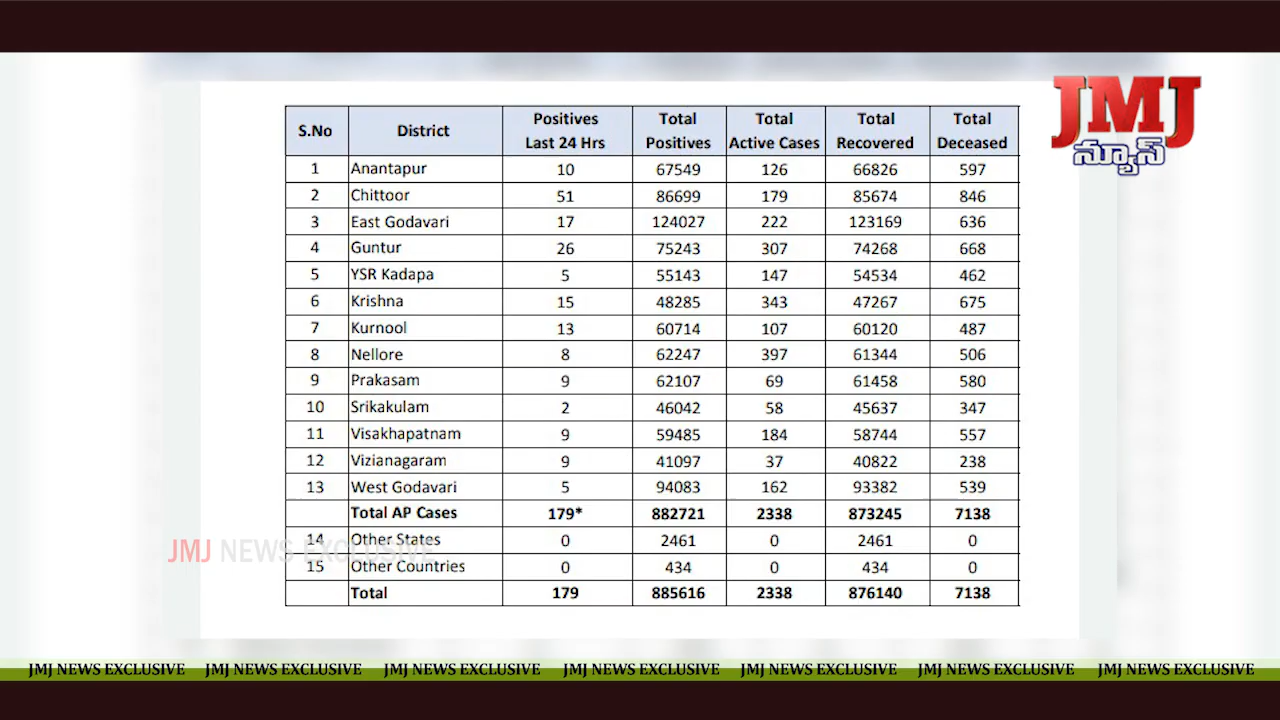 JMJ
న్యూస్
S.No District Positives Last 24 Hrs Total Positives Total Active Cases Total Recovered Total Deceased
1 Anantapur 10 67549 126 66826 597
2 Chittoor 51 86699 179 85674 846
3 East Godavari 17 124027 222 123169 636
4 Guntur 26 75243 307 74268 668
5 YSR Kadapa 5 55143 147 54534 462
6 Krishna 15 48285 343 47267 675
7 Kurnool 13 60714 107 60120 487
8 Nellore 8 62247 397 61344 506
9 Prakasam 9 62107 69 61458 580
10 Srikakulam 2 46042 58 45637 347
11 Visakhapatnam 9 59485 184 58744 557
12 Vizianagaram 9 41097 37 40822 238
13 West Godavari 5 94083 162 93382 539
Total AP Cases 179* 882721 2338 873245 7138
14 Other States 0 2461 0 2461 0
JMJ NEWS EXCLUSIVE
15 Other Countries 0 434 0 434 0
Total 179 885616 2338 876140 7138
JMJ NEWS EXCLUSIVE JMJ NEWS EXCLUSIVE JMJ NEWS EXCLUSIVE JMJ NEWS EXCLUSIVE JMJ NEWS EXCLUSIVE JMJ NEWS EXCLUSIVE JMJ NEWS EXCLUSIVE